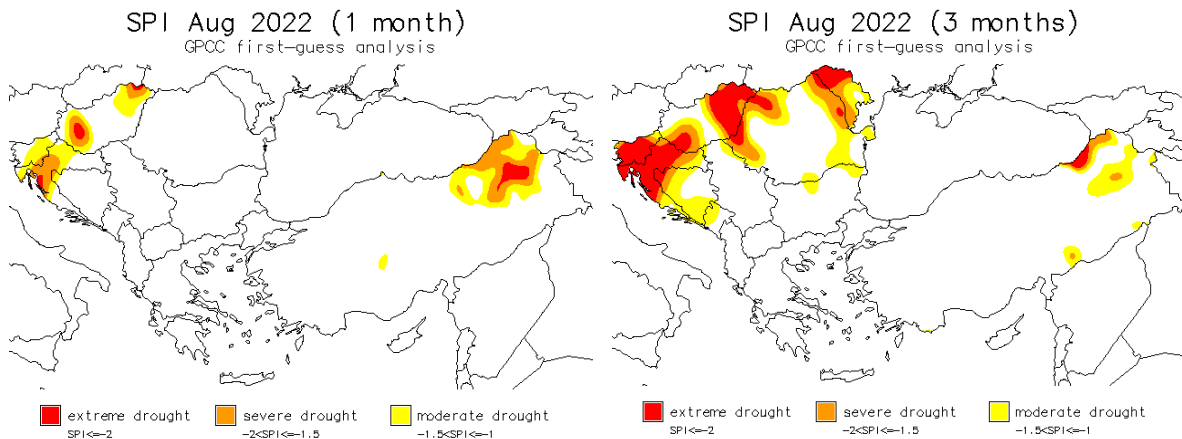 SPI Aug 2022 (1 month)
GPCC first-guess analysis
extreme drought
SPI<=-2
severe drought
-2<SPI<=-1.5
moderate drought
-1.5<SPI<=-1
SPI Aug 2022 (3 months)
GPCC first-guess analysis
extreme drought
SPI<=-2
severe drought
-2<SPI<=-1.5
moderate drought
-1.5<SPI<=-1